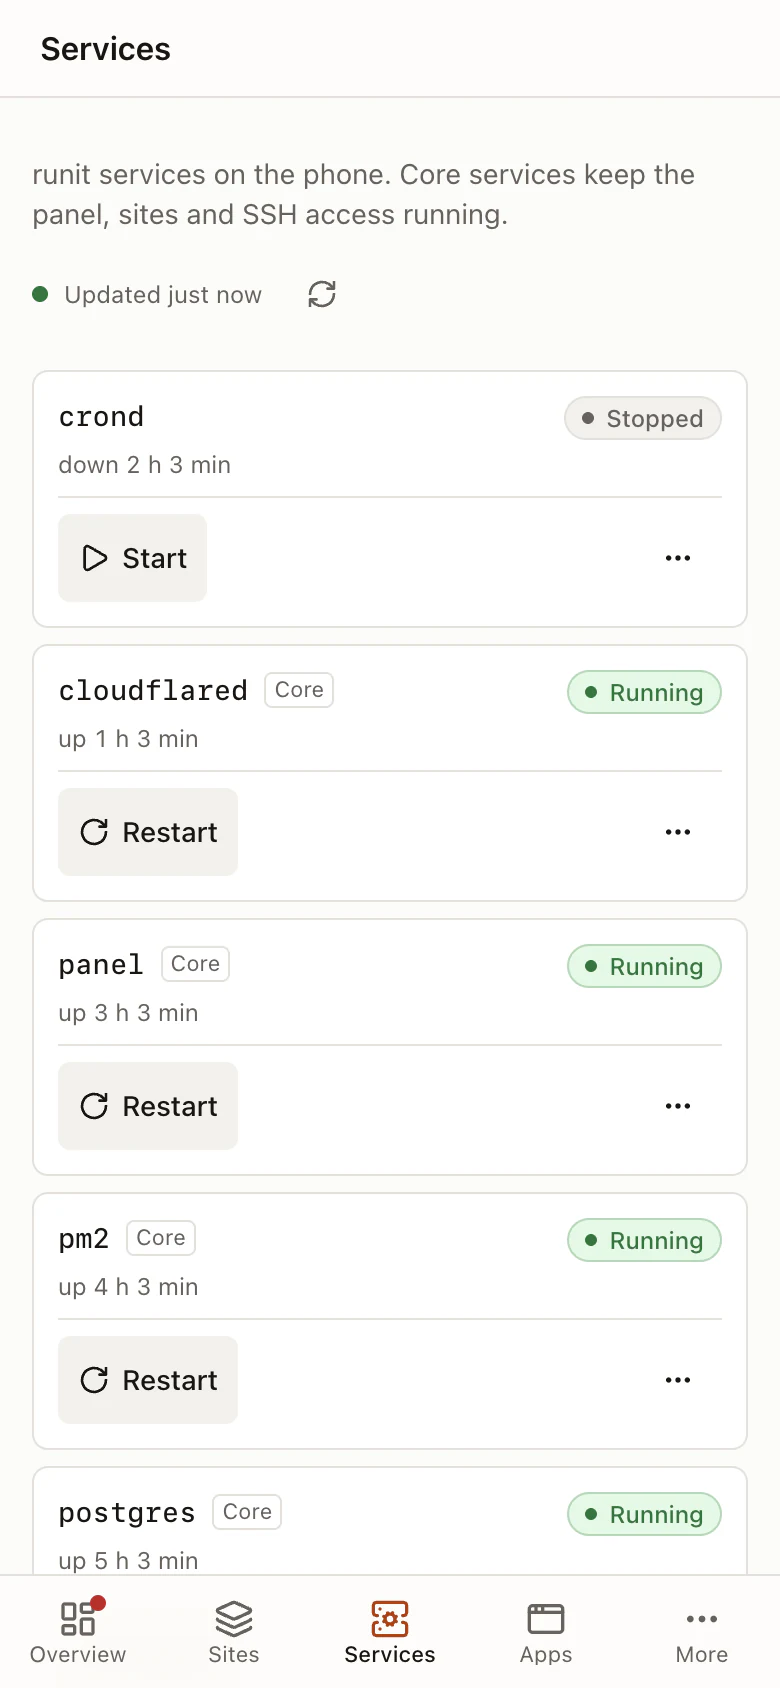 Services
runit services on the phone. Core services keep the
panel, sites and SSH access running.
Updated just now
crond
Stopped
down 2 h 3 min
Start
cloudflared Core
Running
up 1 h 3 min
Restart
panel Core
Running
up 3 h 3 min
Restart
pm2 Core
Running
up 4 h 3 min
Restart
postgres Core
Running
up 5 h 3 min
Overview
Sites
Services
Apps
More